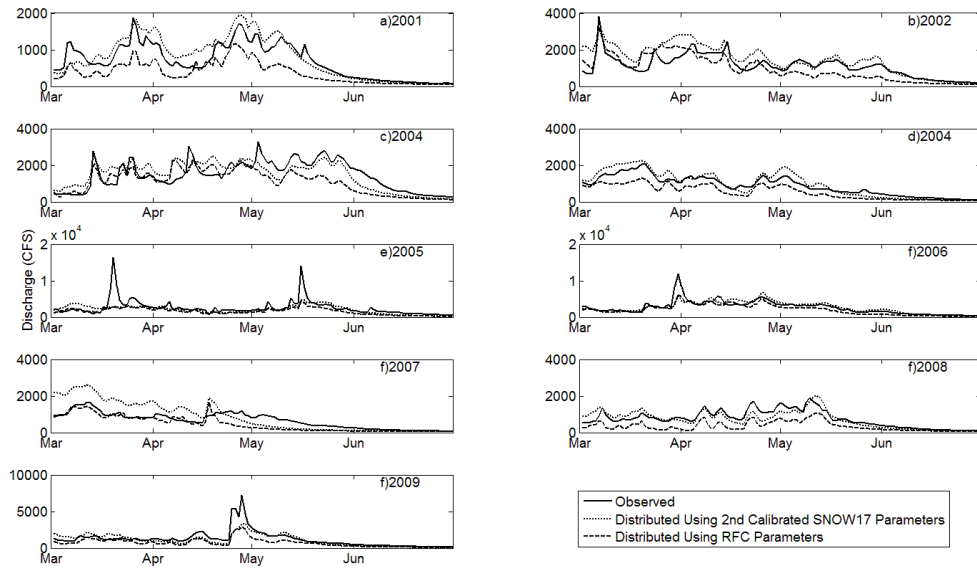 a)2001
2000
1000
0
Mar
Apr
May
Jun
b)2002
4000
2000
0
Mar
Apr
May
Jun
c)2004
4000
2000
0
Mar
Apr
May
Jun
d)2004
4000
2000
0
Mar
Apr
May
Jun
Discharge (CFS)
x 10^4
e)2005
2
1
0
Mar
Apr
May
Jun
x 10^4
f)2006
2
1
0
Mar
Apr
May
Jun
f)2007
4000
2000
0
Mar
Apr
May
Jun
f)2008
4000
2000
0
Mar
Apr
May
Jun
f)2009
10000
5000
0
Mar
Apr
May
Jun
Observed
Distributed Using 2nd Calibrated SNOW17 Parameters
Distributed Using RFC Parameters